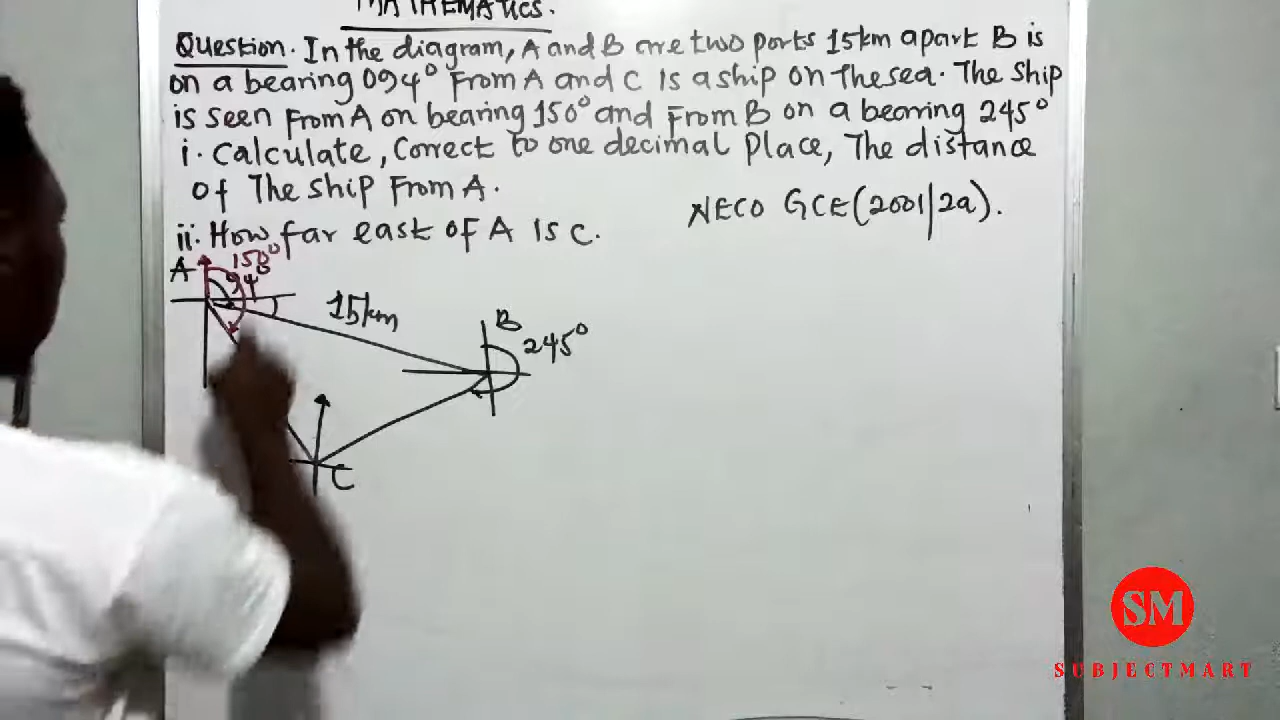 MATHEMATICS.
Question. In the diagram, A and B are two ports 15km apart B is
on a bearing 094° From A and C Is a ship on the sea. The ship
is seen From A on bearing 150° and From B on a bearing 245°
i. Calculate, Correct to one decimal Place, The distance
of The ship From A.
NECO GCE(2001/2a).
ii. How far east of A Is C.
A 150°
94°
15km
B
245°
C
SM
SUBJECTMART